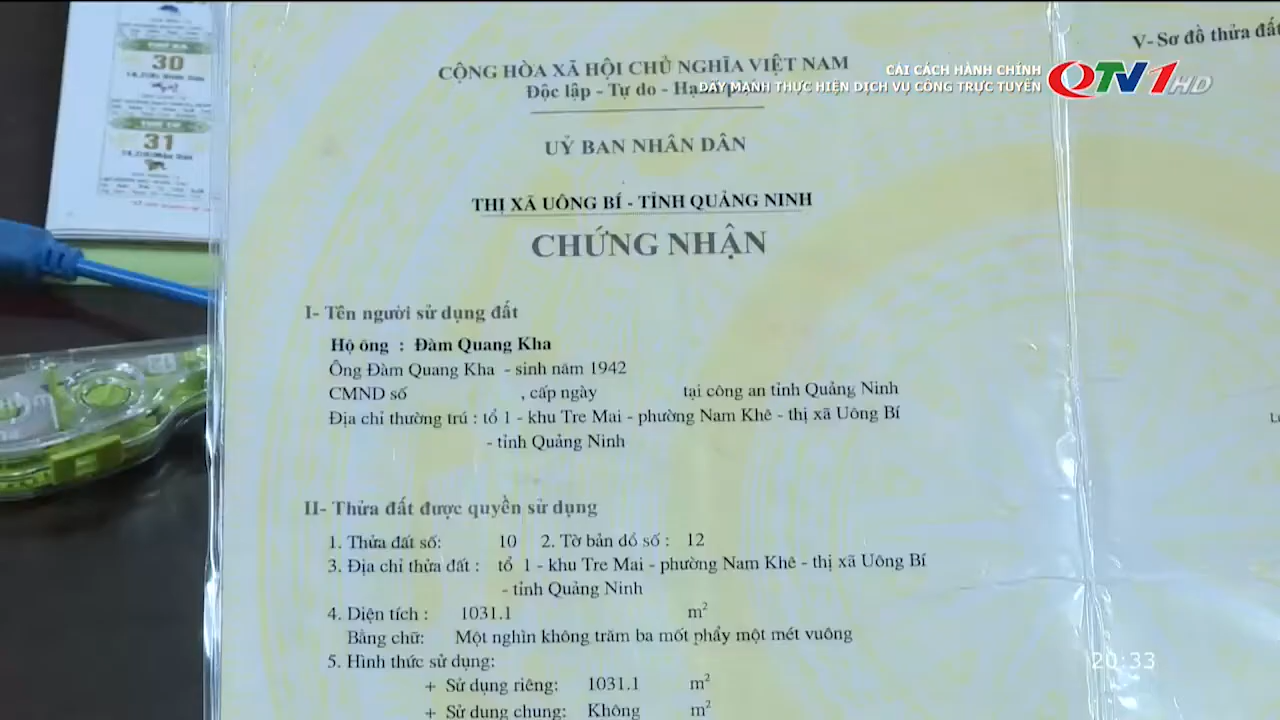 30
31
V- Sơ đồ thửa đất
CỘNG HÒA XÃ HỘI CHỦ NGHĨA VIỆT NAM
Độc lập - Tự do - Hạ
CẢI CÁCH HÀNH CHÍNH
ĐẨY MẠNH THỰC HIỆN DỊCH VỤ CÔNG TRỰC TUYẾN
QTV1HD
UỶ BAN NHÂN DÂN
THỊ XÃ UÔNG BÍ - TỈNH QUẢNG NINH
CHỨNG NHẬN
I- Tên người sử dụng đất
Hộ ông : Đàm Quang Kha
Ông Đàm Quang Kha - sinh năm 1942
CMND số , cấp ngày tại công an tỉnh Quảng Ninh
Địa chỉ thường trú : tổ 1 - khu Tre Mai - phường Nam Khê - thị xã Uông Bí
- tỉnh Quảng Ninh
II- Thửa đất được quyền sử dụng
1. Thửa đất số: 10 2. Tờ bản dồ số : 12
3. Địa chỉ thửa đất : tổ 1 - khu Tre Mai - phường Nam Khê - thị xã Uông Bí
- tỉnh Quảng Ninh
4. Diện tích : 1031.1 m²
Bằng chữ: Một nghìn không trăm ba mốt phẩy một mét vuông
5. Hình thức sử dụng:
+ Sử dụng riêng: 1031.1 m²
+ Sử dụng chung: Không m²
20:33